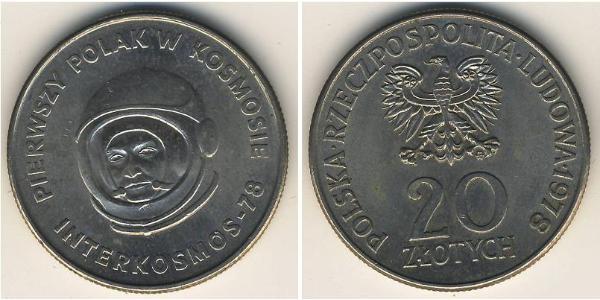 PIERWSZY POLAK W KOSMOSIE
INTERKOSMOS-78
POLSKA·RZECZPOSPOLITA·LUDOWA 1978
20
ZŁOTYCH